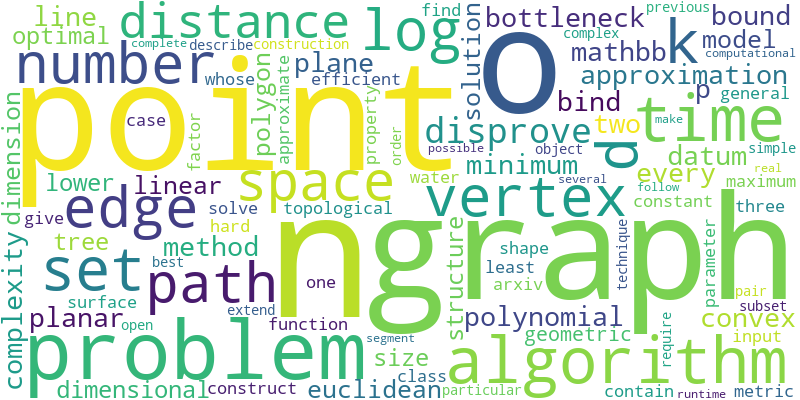 line distance log bottleneck previous bound
optimal complete describe construction find complex mathbb model computational
number whose plane efficient solution approximation p general
point o k
case polygon approximate property order factor bind time
disprove two possible object make
dimension lower linear space water minimum d every datum simple
give edge solve topological vertex several real maximum follow constant three
tree hard n graph
set method path structure shape technique parameter pair
complexity best one least arxiv subset
surface planar open extend function polynomial geometric require convex
problem segment size algorithm input
dimensional construct euclidean class particular contain runtime metric